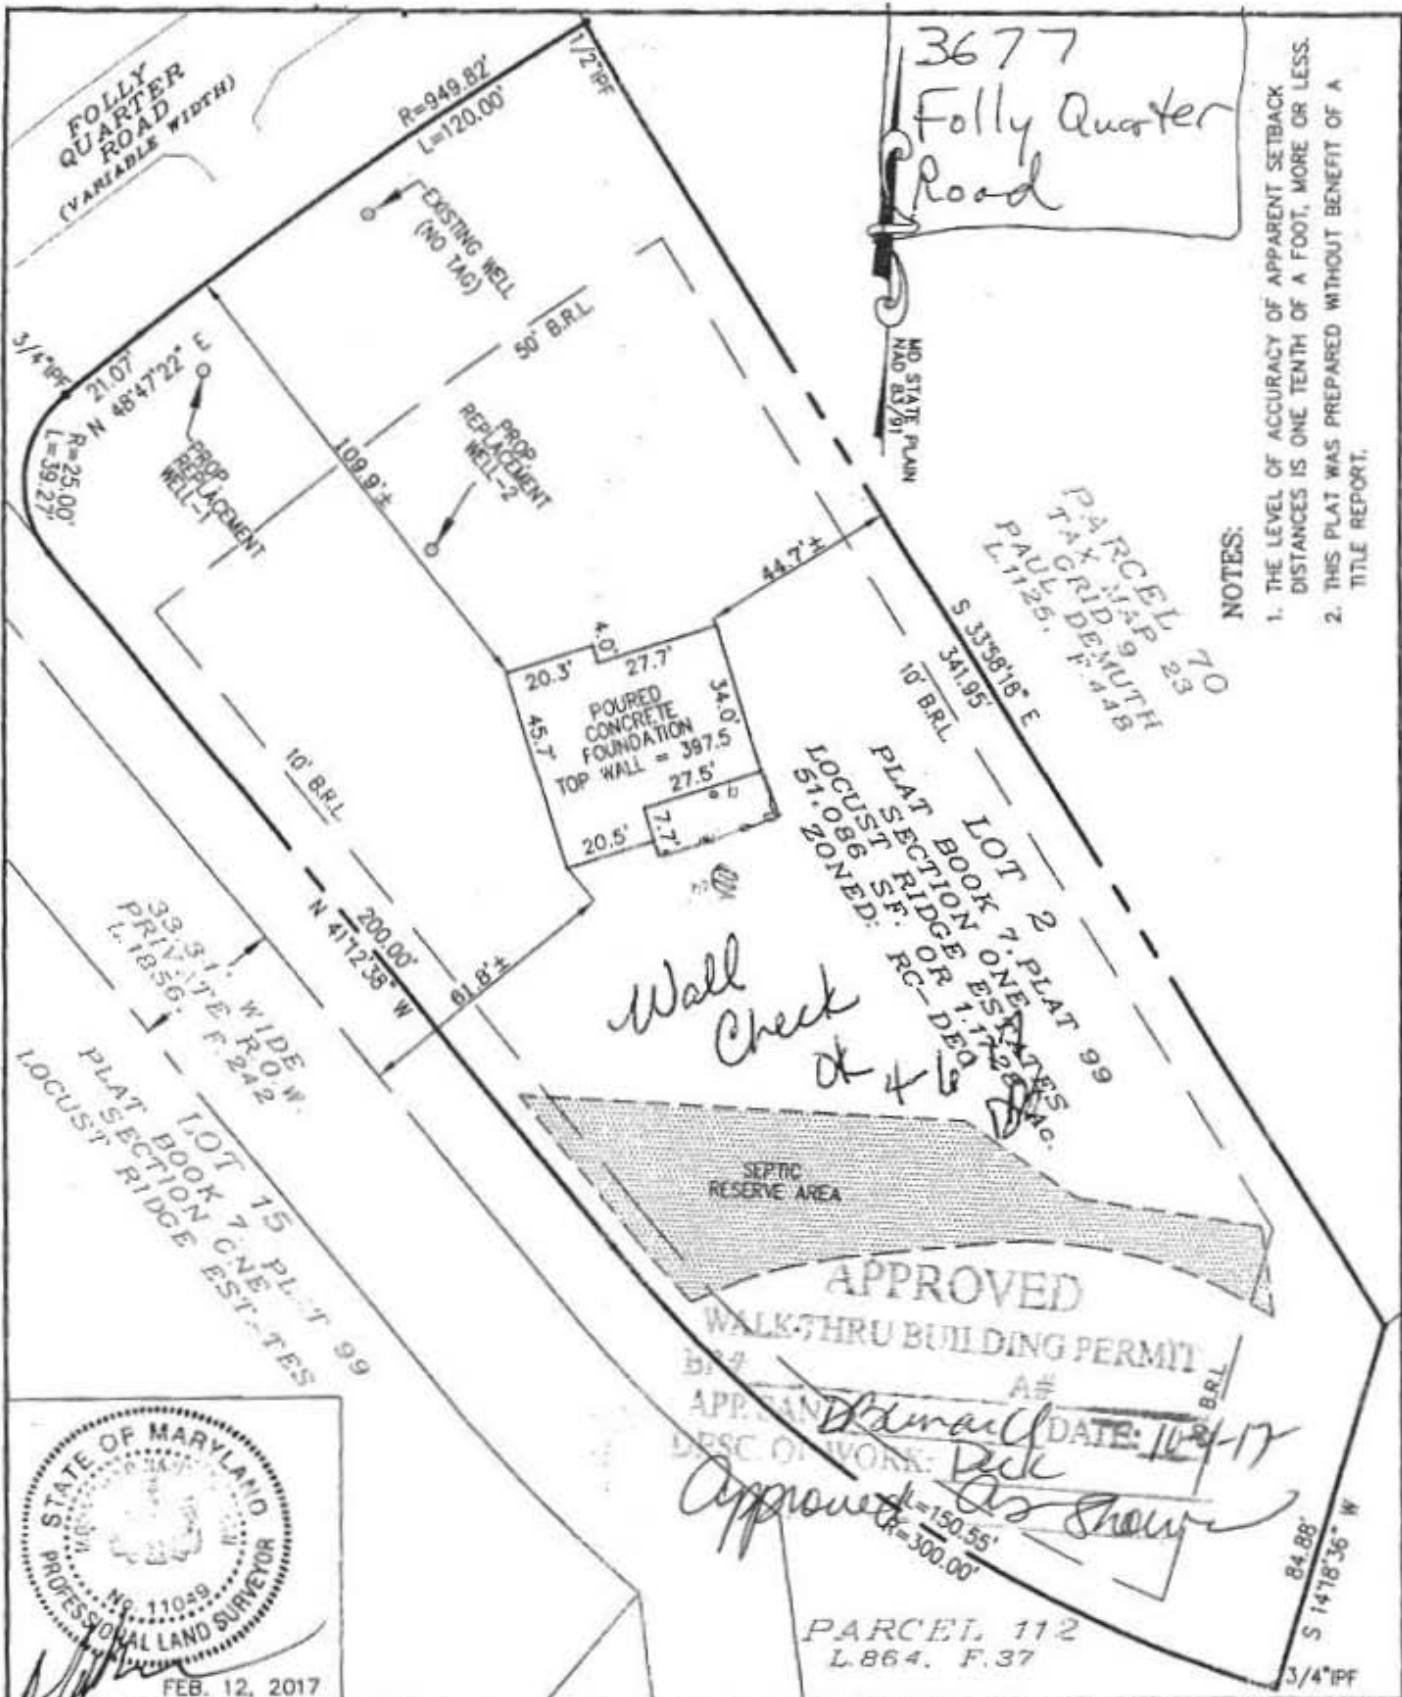 FOLLY
QUARTER
ROAD
(VARIABLE WIDTH)
R=949.82'
L=120.00'
1/2"IPF
3677
Folly Quarter
Road
MD STATE PLAIN
NAD 83/91
NOTES:
1. THE LEVEL OF ACCURACY OF APPARENT SETBACK
DISTANCES IS ONE TENTH OF A FOOT, MORE OR LESS.
2. THIS PLAT WAS PREPARED WITHOUT BENEFIT OF A
TITLE REPORT.
EXISTING WELL
(NO TAG)
50' B.R.L.
3/4"IPF
21.07'
N 48°47'22" E
R=25.00'
L=39.27'
PROP
REPLACEMENT
WELL-1
109.9'±
PROP
REPLACEMENT
WELL-2
44.7'±
PARCEL 70
TAX MAP 23
GRID 9
PAUL DEMUTH
L.1125, F.448
S 33°58'18" E
341.95'
10' B.R.L.
20.3'
4.0'
27.7'
34.0'
45.7'
POURED
CONCRETE
FOUNDATION
TOP WALL = 397.5
27.5'
7.7'
20.5'
10' B.R.L.
LOT 2
PLAT BOOK 7, PLAT 99
SECTION ONE
LOCUST RIDGE ESTATES
51,086 SF. OR 1.1728 AC.
ZONED: RC-DEO
N 41°12'38" W
200.00'
61.8'±
33.31' WIDE
PRIVATE R.O.W.
L.1856, F.242
Wall
Check
ok 4-6
LOT 15
PLAT BOOK 7, PLAT 99
SECTION ONE
LOCUST RIDGE ESTATES
SEPTIC
RESERVE AREA
APPROVED
WALK-THRU BUILDING PERMIT
BP#
A#
APP. SAN
DATE:
DESC. OF WORK: Deck
Approved as shown
B.R.L.
L=150.55'
R=300.00'
84.88'
S 14°18'36" W
3/4"IPF
PARCEL 112
L.864, F.37
STATE OF MARYLAND
NO. 11049
PROFESSIONAL LAND SURVEYOR
FEB. 12, 2017